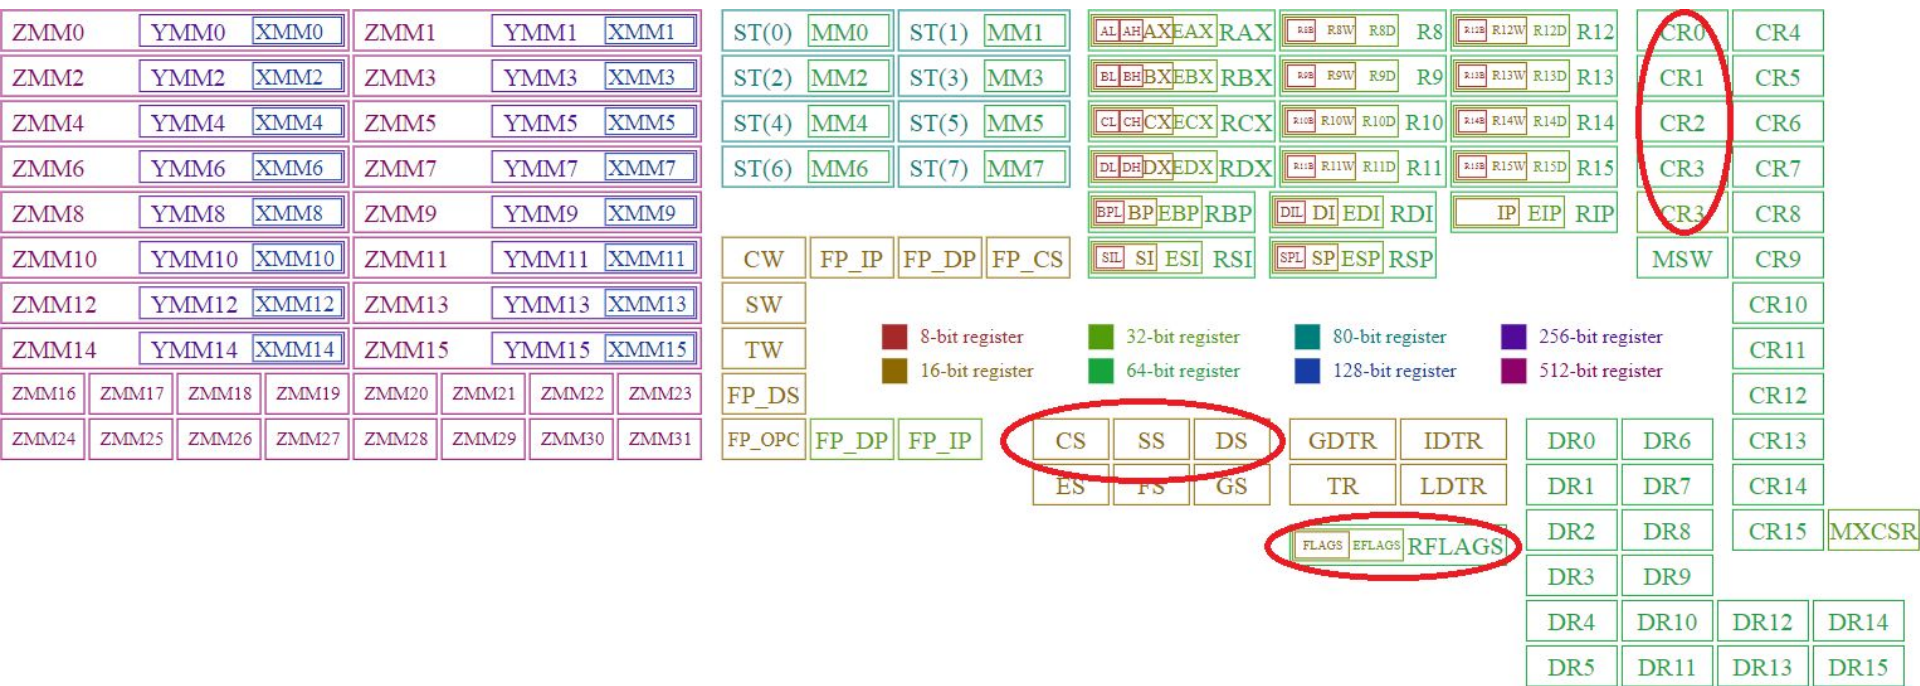 ZMM0 YMM0 XMM0 ZMM1 YMM1 XMM1 ST(0) MM0 ST(1) MM1 AL AH AX EAX RAX R8B R8W R8D R8 R12B R12W R12D R12 CR0 CR4
ZMM2 YMM2 XMM2 ZMM3 YMM3 XMM3 ST(2) MM2 ST(3) MM3 BL BH BX EBX RBX R9B R9W R9D R9 R13B R13W R13D R13 CR1 CR5
ZMM4 YMM4 XMM4 ZMM5 YMM5 XMM5 ST(4) MM4 ST(5) MM5 CL CH CX ECX RCX R10B R10W R10D R10 R14B R14W R14D R14 CR2 CR6
ZMM6 YMM6 XMM6 ZMM7 YMM7 XMM7 ST(6) MM6 ST(7) MM7 DL DH DX EDX RDX R11B R11W R11D R11 R15B R15W R15D R15 CR3 CR7
ZMM8 YMM8 XMM8 ZMM9 YMM9 XMM9 BPL BP EBP RBP DIL DI EDI RDI IP EIP RIP CR3 CR8
ZMM10 YMM10 XMM10 ZMM11 YMM11 XMM11 CW FP_IP FP_DP FP_CS SIL SI ESI RSI SPL SP ESP RSP MSW CR9
ZMM12 YMM12 XMM12 ZMM13 YMM13 XMM13 SW CR10
ZMM14 YMM14 XMM14 ZMM15 YMM15 XMM15 TW 8-bit register 32-bit register 80-bit register 256-bit register CR11
16-bit register 64-bit register 128-bit register 512-bit register
ZMM16 ZMM17 ZMM18 ZMM19 ZMM20 ZMM21 ZMM22 ZMM23 FP_DS CR12
ZMM24 ZMM25 ZMM26 ZMM27 ZMM28 ZMM29 ZMM30 ZMM31 FP_OPC FP_DP FP_IP CS SS DS GDTR IDTR DR0 DR6 CR13
ES FS GS TR LDTR DR1 DR7 CR14
FLAGS EFLAGS RFLAGS DR2 DR8 CR15 MXCSR
DR3 DR9
DR4 DR10 DR12 DR14
DR5 DR11 DR13 DR15